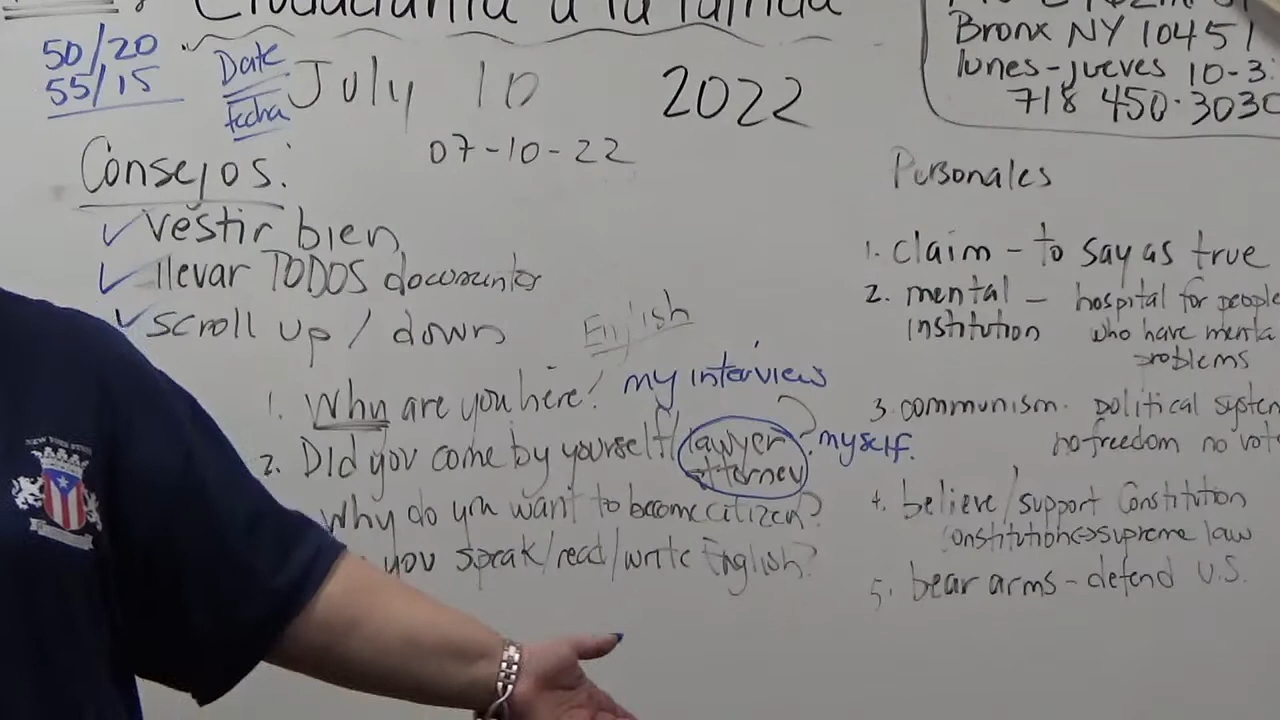 Ciudadanía a la
50/20
55/15
Date
Fecha
July 10 2022
07-10-22
Bronx NY 10451
lunes-jueves 10-3:
718 450-3030
Consejos:
✓ vestir bien
✓ llevar TODOS documentos
✓ scroll up / down
English
1. Why are you here? my interview
2. Did you come by yourself/lawyer? myself.
attorney
Why do you want to become citizen?
you speak/read/write English?
Personales
1. claim - to say as true
2. mental - hospital for people
institution who have menta
problems
3. communism. political system
no freedom no vot
4. believe/support Constitution
constitution⇔supreme law
5. bear arms - defend U.S.